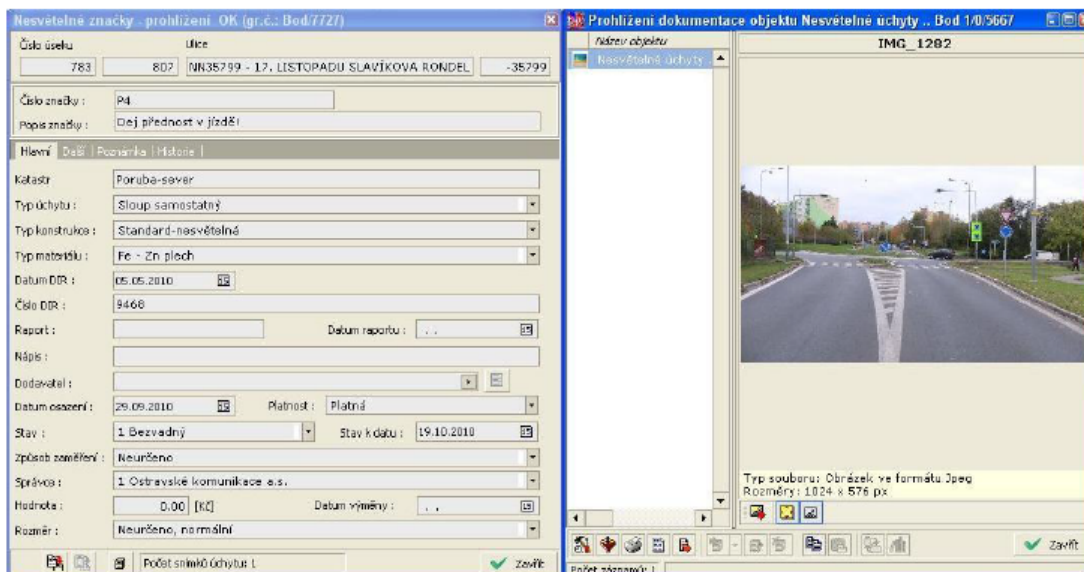 Nesvětelné značky - prohlížení OK (gr.č.: Bod/7727)
Číslo úseku Ulice
783 807 NN35799 - 17. LISTOPADU SLAVÍKOVA RONDEL -35799
Číslo značky : P4
Popis značky : Dej přednost v jízdě!
Hlavní Další Poznámka Historie
Katastr Poruba-sever
Typ úchytu : Sloup samostatný
Typ konstrukce : Standard-nesvětelná
Typ materiálu : Fe - Zn plech
Datum DIR : 05.05.2010
Číslo DIR : 9468
Raport : Datum raportu : . .
Nápis :
Dodavatel :
Datum osazení : 29.09.2010 Platnost : Platná
Stav : 1 Bezvadný Stav k datu : 19.10.2010
Způsob zaměření : Neurčeno
Správce : 1 Ostravské komunikace a.s.
Hodnota : 0.00 [Kč] Datum výměny : . .
Rozměr : Neurčeno, normální
Počet snímků úchytu: 1 Zavřít
Prohlížení dokumentace objektu Nesvětelné úchyty .. Bod 1/0/5667
Název objektu
Nesvětelné úchyty
IMG_1282
Typ souboru: Obrázek ve formátu Jpeg
Rozměry: 1024 x 576 px
Zavřít
Počet záznamů: 1